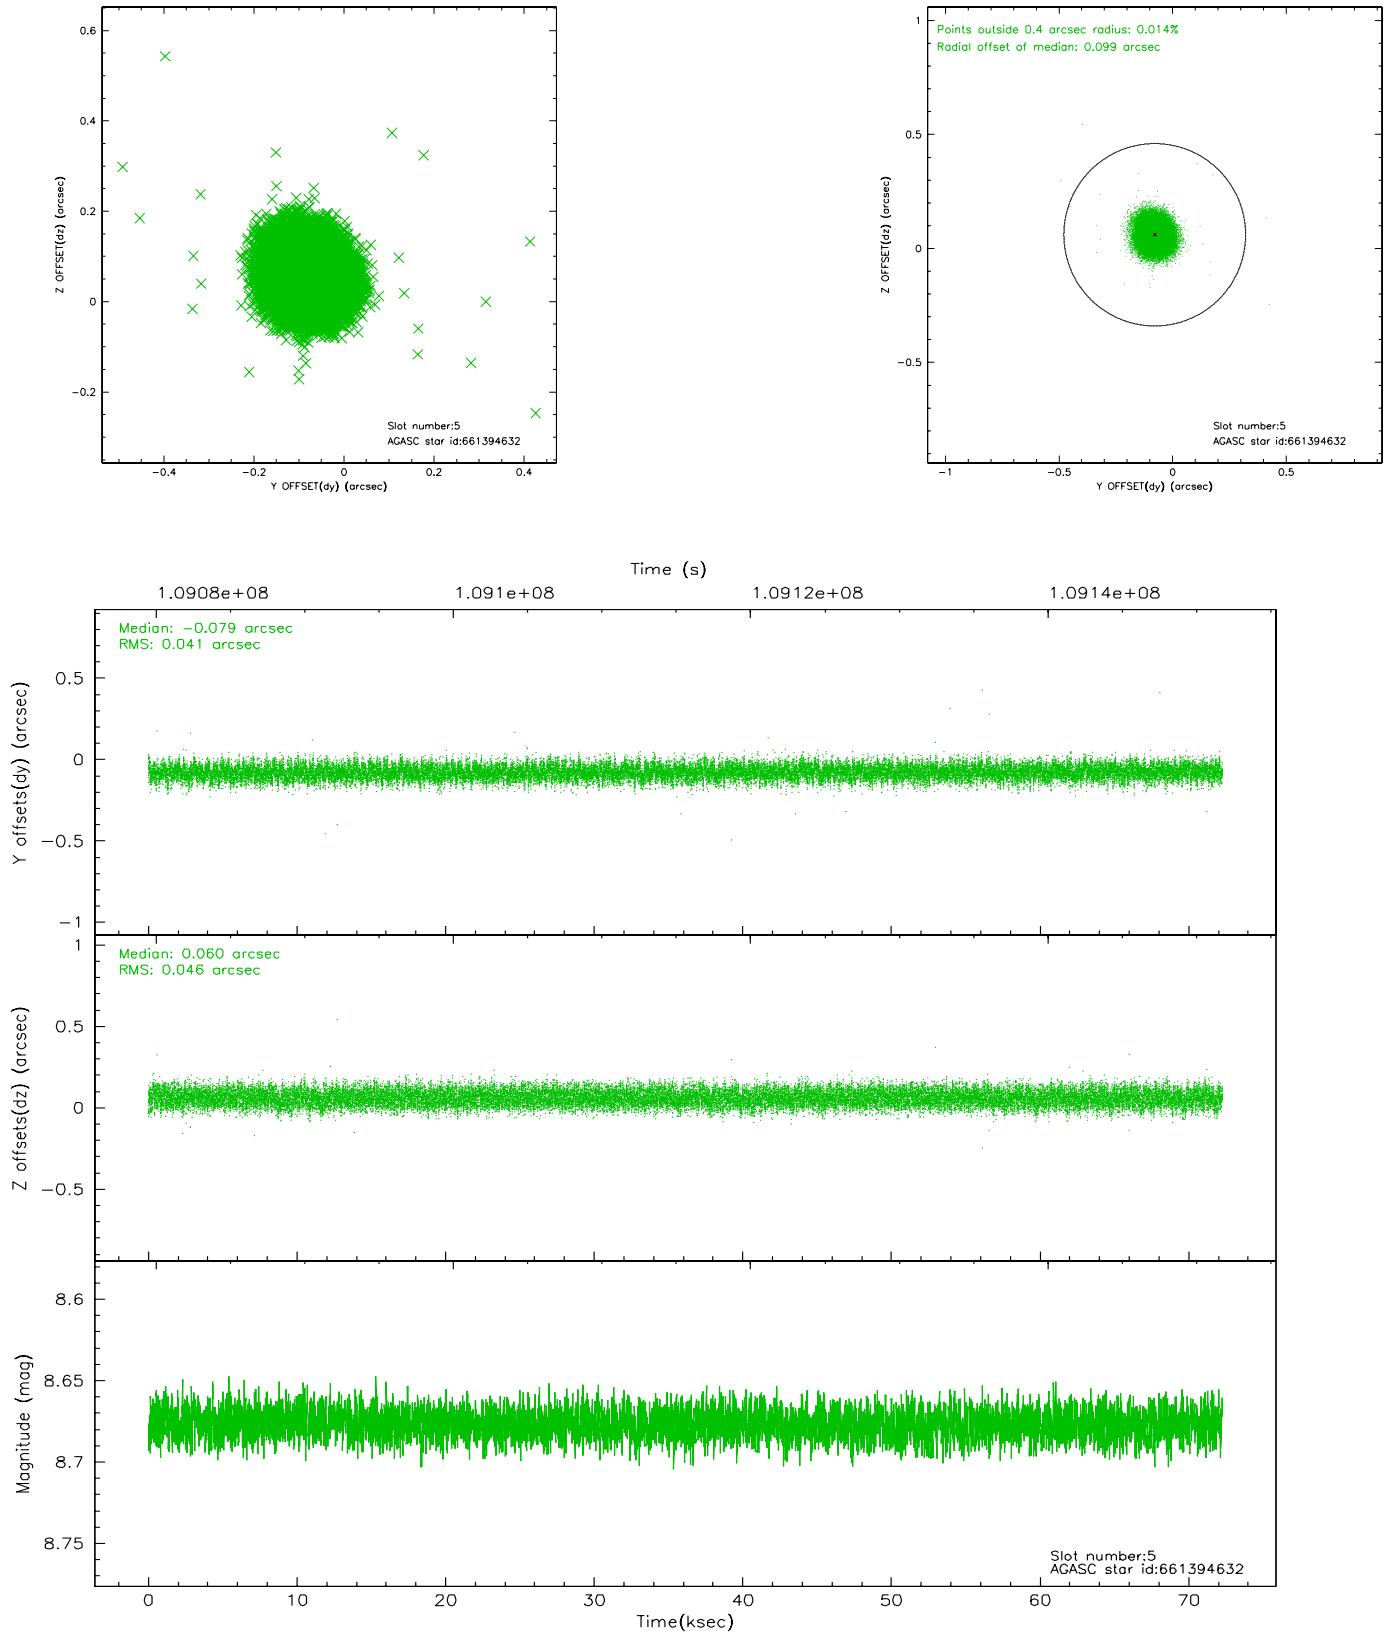 0.6
0.4
0.2
0
−0.2
Z OFFSET(dz) (arcsec)
−0.4 −0.2 0 0.2 0.4
Y OFFSET(dy) (arcsec)
Slot number:5
AGASC star id:661394632
Points outside 0.4 arcsec radius: 0.014%
Radial offset of median: 0.099 arcsec
1
0.5
0
−0.5
Z OFFSET(dz) (arcsec)
−1 −0.5 0 0.5
Y OFFSET(dy) (arcsec)
Slot number:5
AGASC star id:661394632
Time (s)
1.0908e+08 1.091e+08 1.0912e+08 1.0914e+08
Median: −0.079 arcsec
RMS: 0.041 arcsec
0.5
0
−0.5
−1
Y offsets(dy) (arcsec)
Median: 0.060 arcsec
RMS: 0.046 arcsec
1
0.5
0
−0.5
Z offsets(dz) (arcsec)
8.6
8.65
8.7
8.75
Magnitude (mag)
Slot number:5
AGASC star id:661394632
0 10 20 30 40 50 60 70
Time(ksec)